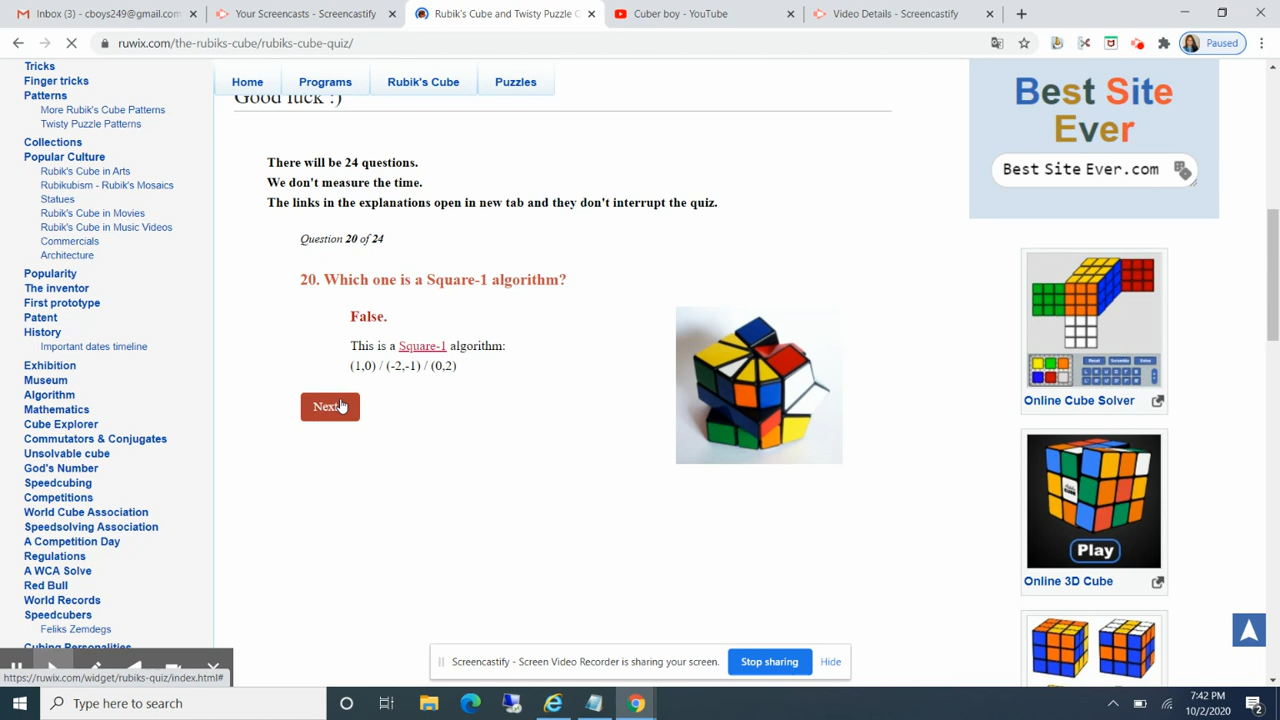 Inbox (3) - cboys249@gmail.com
Your Screencasts - Screencastify
Rubik's Cube and Twisty Puzzle C
Cuber boy - YouTube
Video Details - Screencastify
ruwix.com/the-rubiks-cube/rubiks-cube-quiz/
Paused
Home
Programs
Rubik's Cube
Puzzles
Tricks
Finger tricks
Patterns
More Rubik's Cube Patterns
Twisty Puzzle Patterns
Collections
Popular Culture
Rubik's Cube in Arts
Rubikubism - Rubik's Mosaics
Statues
Rubik's Cube in Movies
Rubik's Cube in Music Videos
Commercials
Architecture
Popularity
The inventor
First prototype
Patent
History
Important dates timeline
Exhibition
Museum
Algorithm
Mathematics
Cube Explorer
Commutators & Conjugates
Unsolvable cube
God's Number
Speedcubing
Competitions
World Cube Association
Speedsolving Association
A Competition Day
Regulations
A WCA Solve
Red Bull
World Records
Speedcubers
Feliks Zemdegs
Cubing Personalities
https://ruwix.com/widget/rubiks-quiz/index.html#
Good luck :)
There will be 24 questions.
We don't measure the time.
The links in the explanations open in new tab and they don't interrupt the quiz.
Question 20 of 24
20. Which one is a Square-1 algorithm?
False.
This is a Square-1 algorithm:
(1,0) / (-2,-1) / (0,2)
Next
Best Site
Ever
Best Site Ever.com
Online Cube Solver
Play
Online 3D Cube
Screencastify - Screen Video Recorder is sharing your screen.
Stop sharing
Hide
Type here to search
7:42 PM
10/2/2020
2